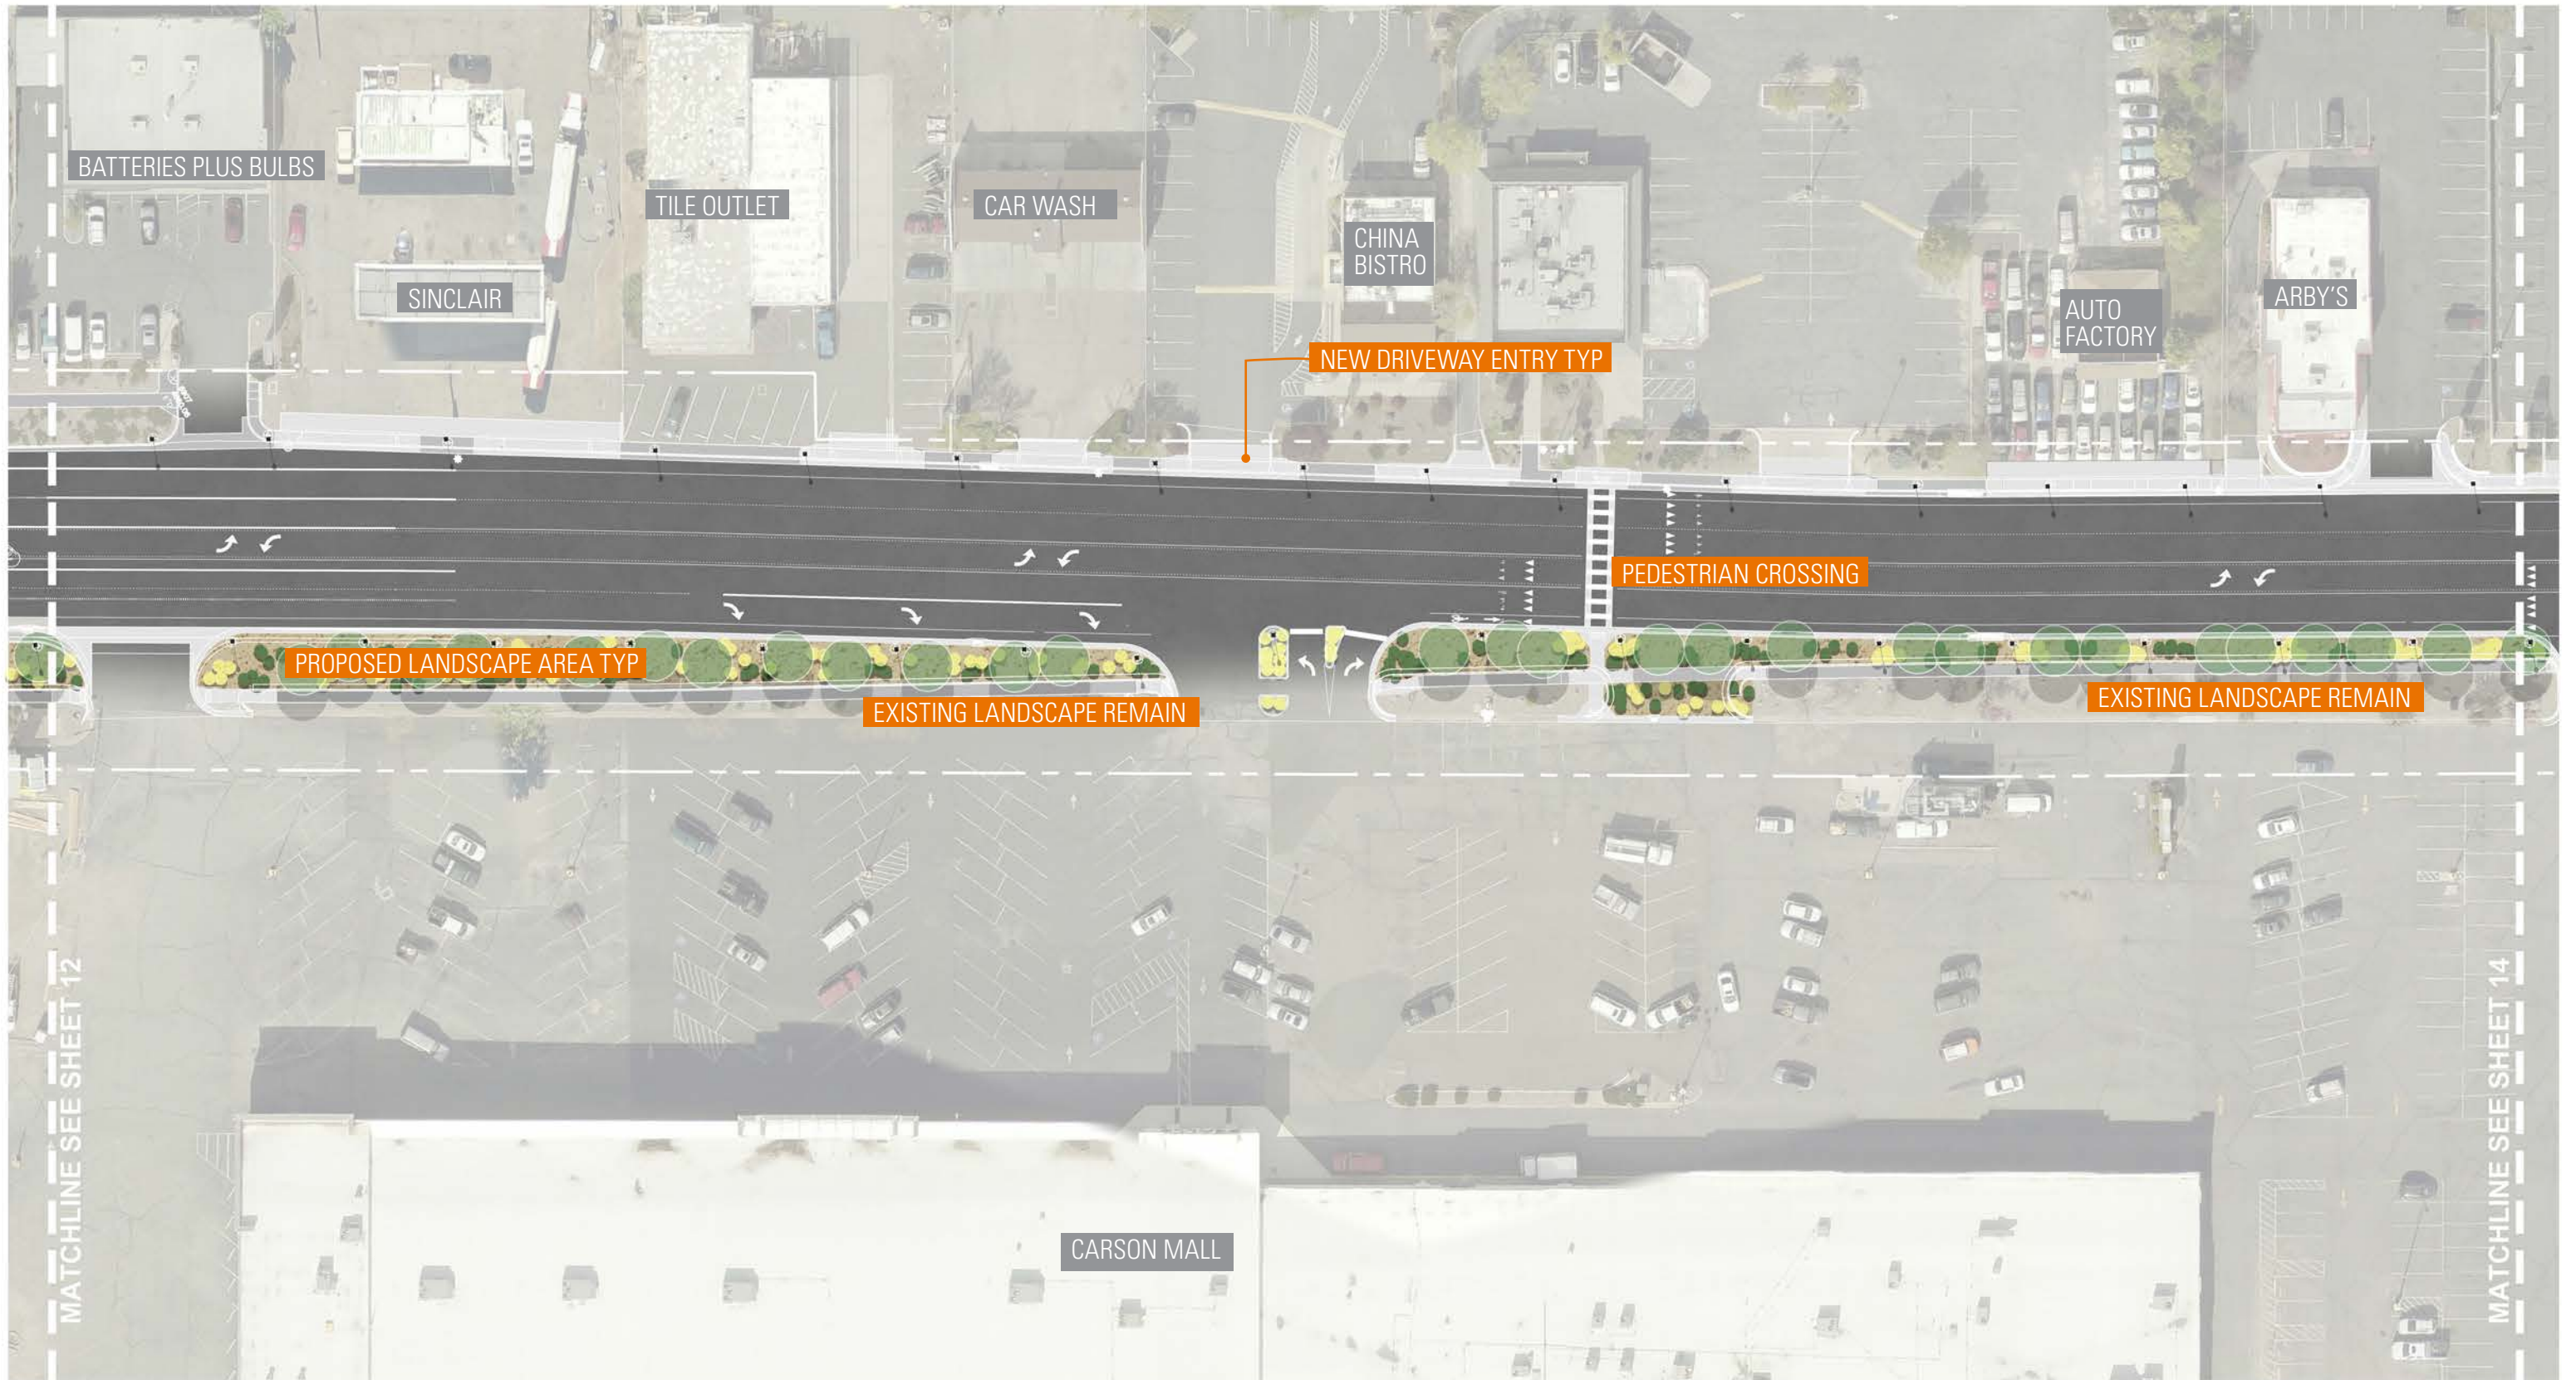 BATTERIES PLUS BULBS
TILE OUTLET
CAR WASH
CHINA
BISTRO
SINCLAIR
ARBY'S
AUTO
FACTORY
NEW DRIVEWAY ENTRY TYP
PEDESTRIAN CROSSING
PROPOSED LANDSCAPE AREA TYP
EXISTING LANDSCAPE REMAIN
EXISTING LANDSCAPE REMAIN
MATCHLINE SEE SHEET 12
MATCHLINE SEE SHEET 14
CARSON MALL